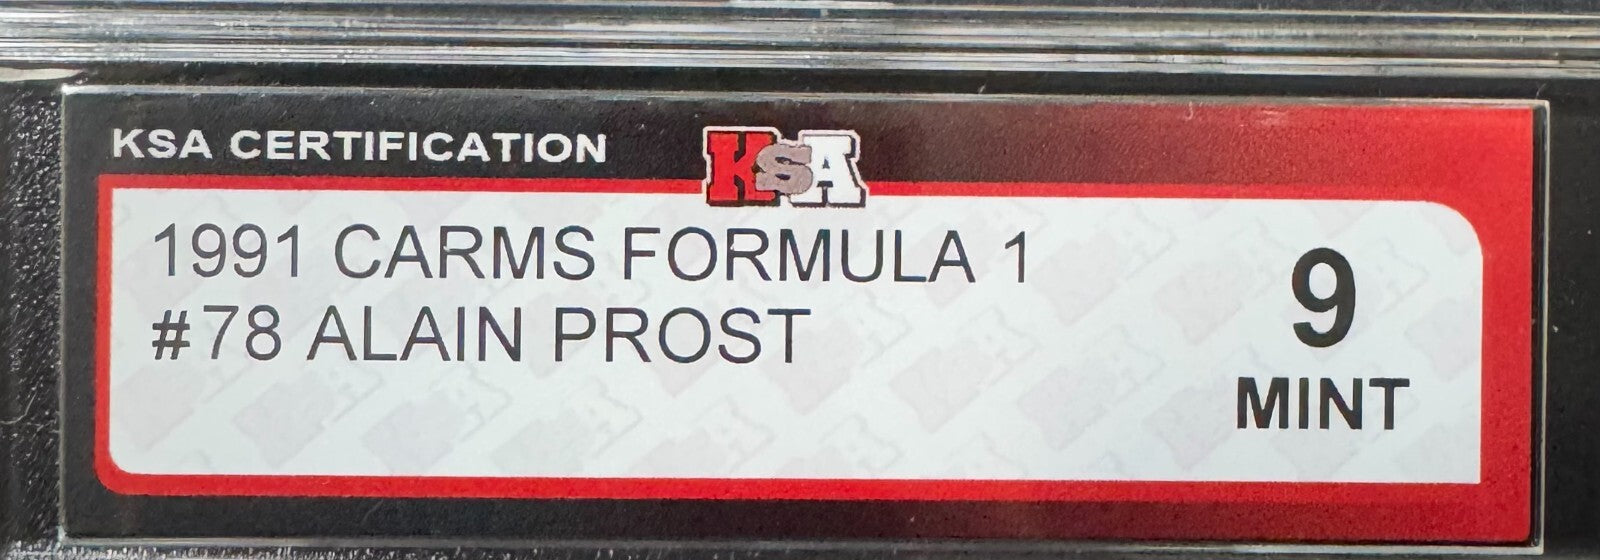 KSA CERTIFICATION
KSA
1991 CARMS FORMULA 1
#78 ALAIN PROST
9
MINT